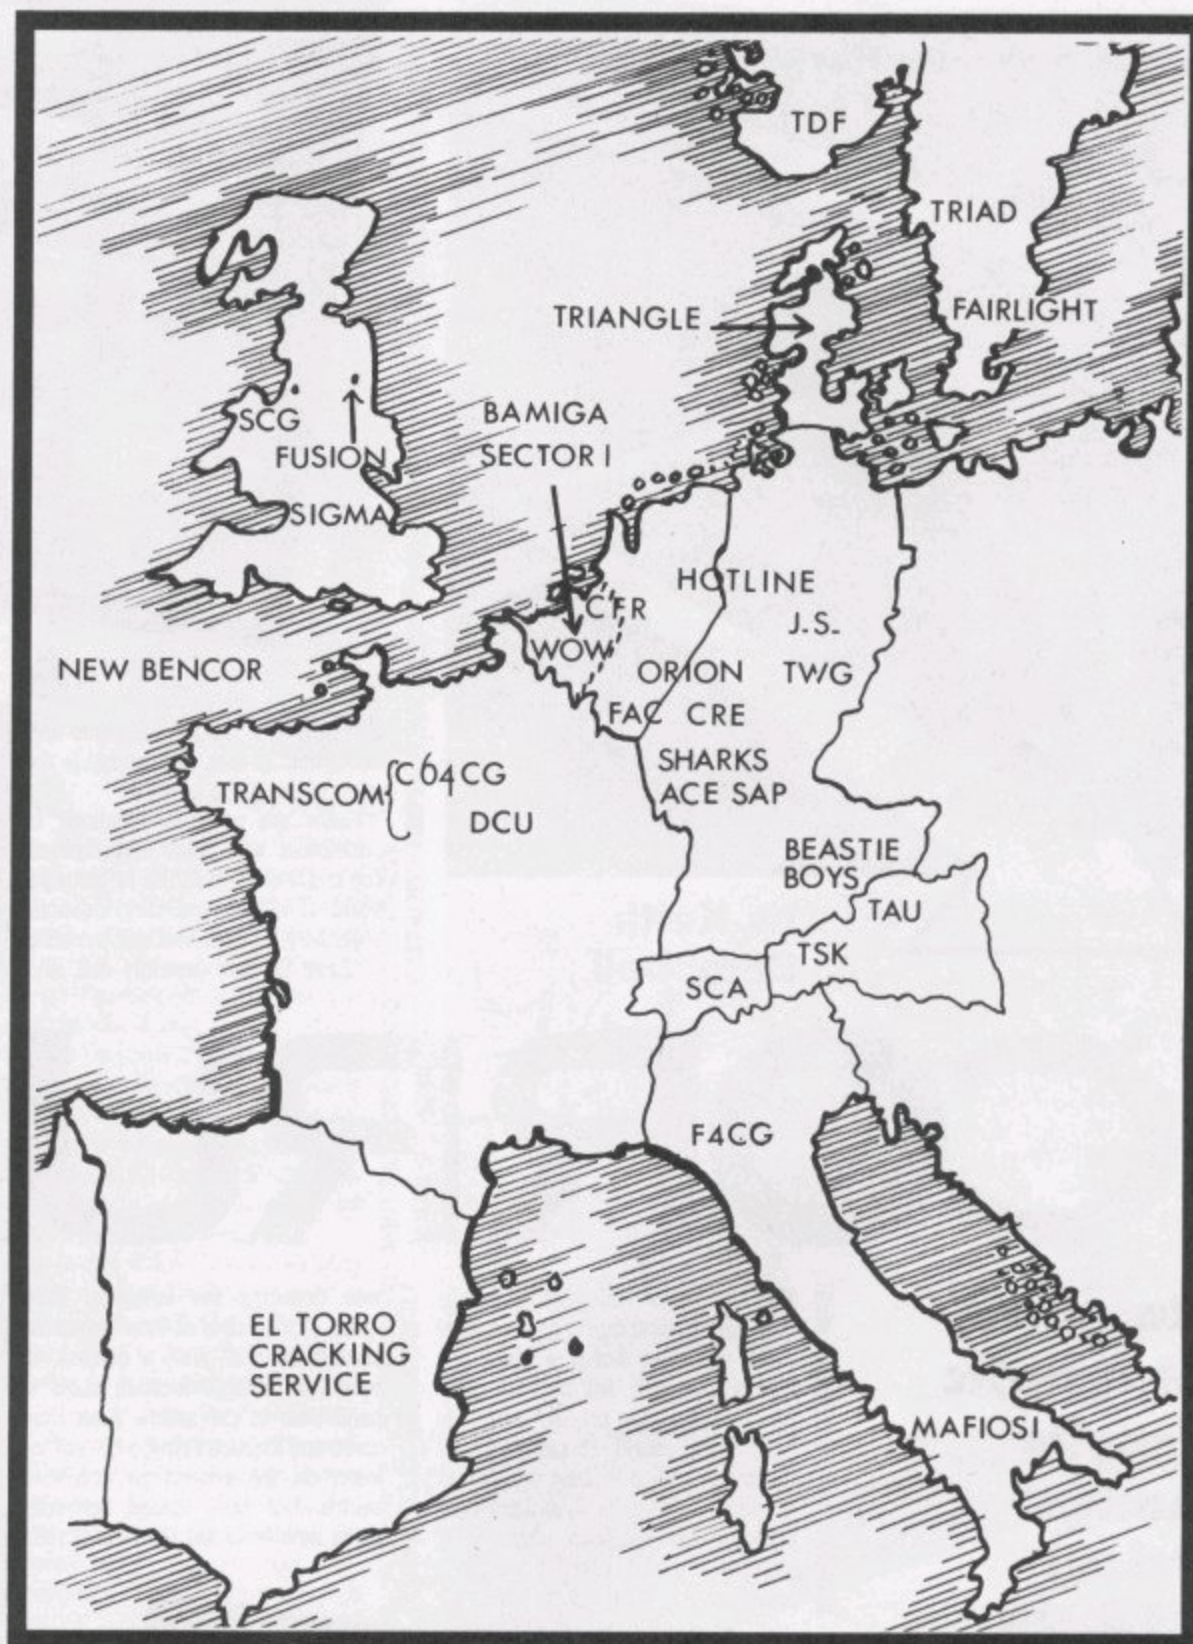 TDF
TRIAD
TRIANGLE
FAIRLIGHT
SCG
FUSION
BAMIGA
SECTOR I
SIGMA
HOTLINE
CFR
J.S.
WOW
NEW BENCOR
ORION
TWG
FAC CRE
SHARKS
ACE SAP
TRANSCOM
C64CG
DCU
BEASTIE
BOYS
TAU
TSK
SCA
F4CG
EL TORRO
CRACKING
SERVICE
MAFIOSI